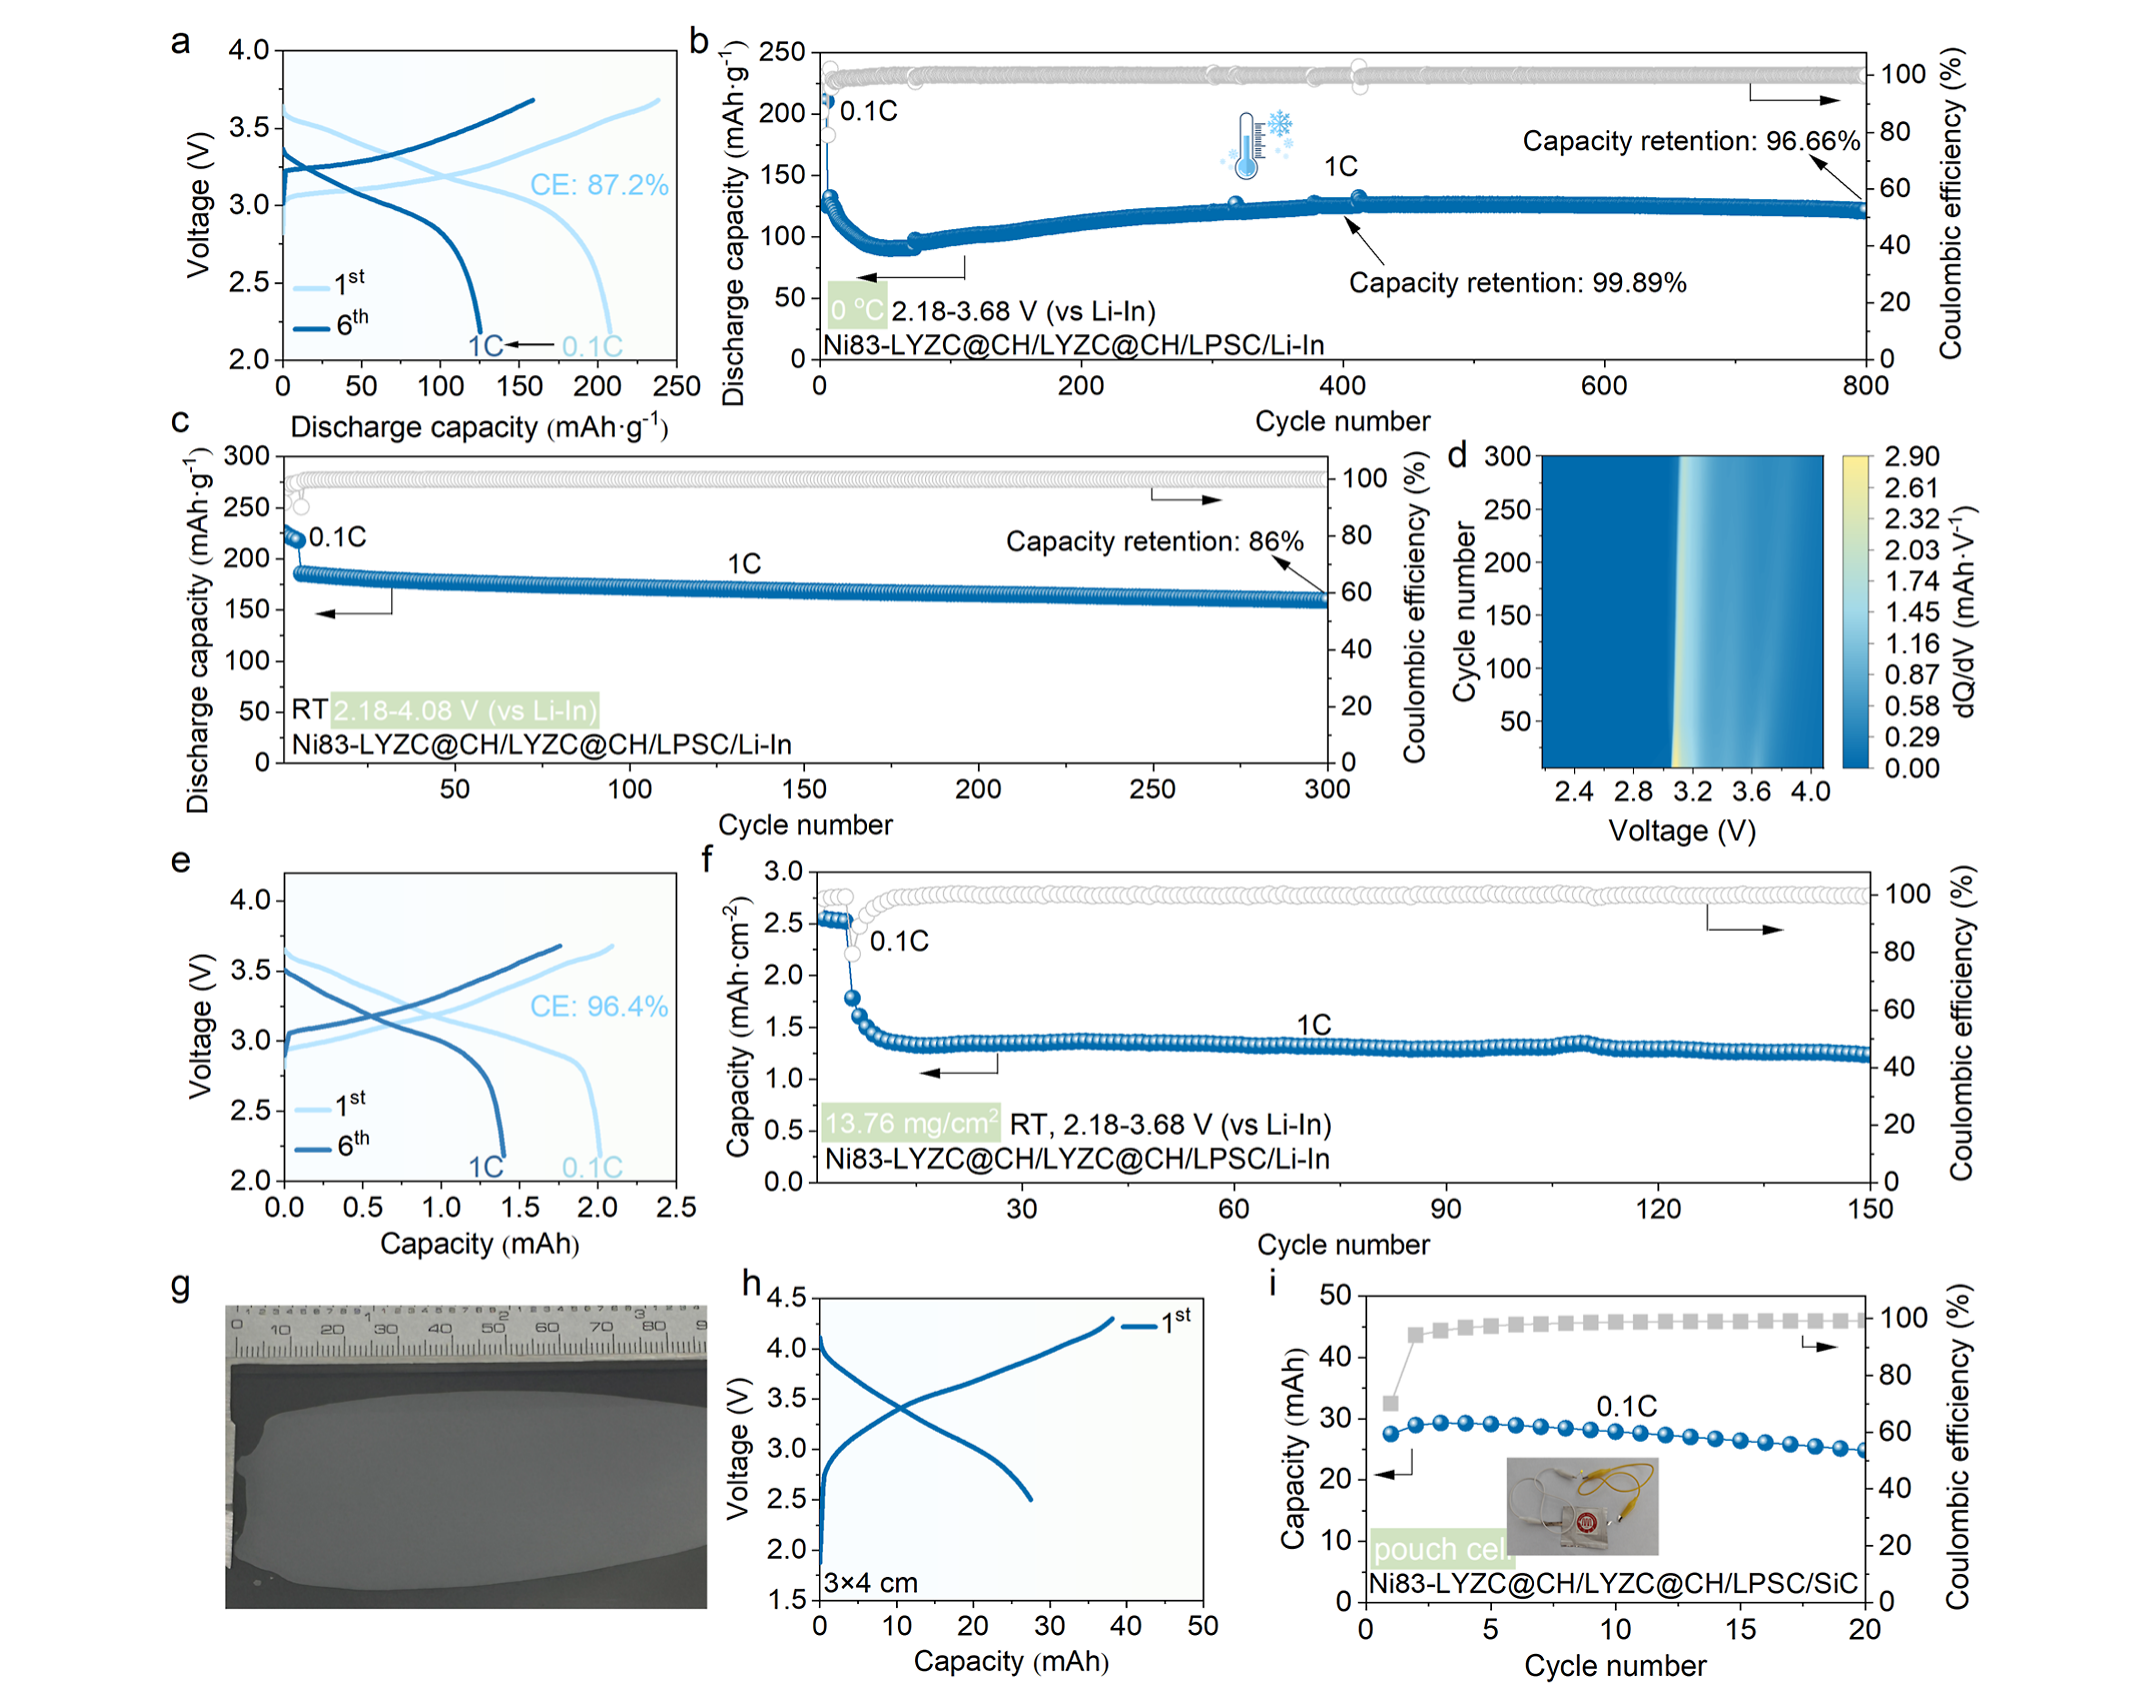 a
4.0
3.5
3.0
2.5
2.0
Voltage (V)
CE: 87.2%
1st
6th
1C
0.1C
0 50 100 150 200 250
Discharge capacity (mAh·g-1)
b
250
200
150
100
50
0
Discharge capacity (mAh·g-1)
0.1C
1C
Capacity retention: 96.66%
Capacity retention: 99.89%
0 °C 2.18-3.68 V (vs Li-In)
Ni83-LYZC@CH/LYZC@CH/LPSC/Li-In
100
80
60
40
20
0
Coulombic efficiency (%)
0 200 400 600 800
Cycle number
c
300
250
200
150
100
50
0
Discharge capacity (mAh·g-1)
0.1C
1C
Capacity retention: 86%
RT 2.18-4.08 V (vs Li-In)
Ni83-LYZC@CH/LYZC@CH/LPSC/Li-In
100
80
60
40
20
0
Coulombic efficiency (%)
50 100 150 200 250 300
Cycle number
d
300
250
200
150
100
50
Cycle number
2.4 2.8 3.2 3.6 4.0
Voltage (V)
2.90
2.61
2.32
2.03
1.74
1.45
1.16
0.87
0.58
0.29
0.00
dQ/dV (mAh·V-1)
e
4.0
3.5
3.0
2.5
2.0
Voltage (V)
CE: 96.4%
1st
6th
1C
0.1C
0.0 0.5 1.0 1.5 2.0 2.5
Capacity (mAh)
f
3.0
2.5
2.0
1.5
1.0
0.5
0.0
Capacity (mAh·cm-2)
0.1C
1C
13.76 mg/cm2 RT, 2.18-3.68 V (vs Li-In)
Ni83-LYZC@CH/LYZC@CH/LPSC/Li-In
100
80
60
40
20
0
Coulombic efficiency (%)
30 60 90 120 150
Cycle number
g
0 10 20 30 40 50 60 70 80 9
h
4.5
4.0
3.5
3.0
2.5
2.0
1.5
Voltage (V)
1st
3×4 cm
0 10 20 30 40 50
Capacity (mAh)
i
50
40
30
20
10
0
Capacity (mAh)
0.1C
pouch cell
Ni83-LYZC@CH/LYZC@CH/LPSC/SiC
100
80
60
40
20
0
Coulombic efficiency (%)
0 5 10 15 20
Cycle number